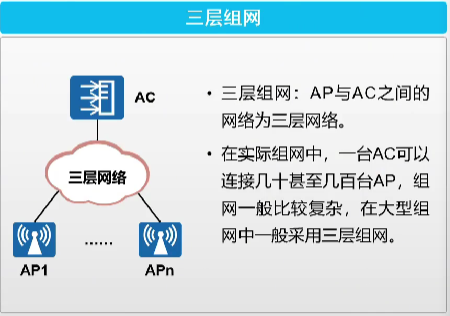 三层组网
AC
三层网络
AP1
……
APn
• 三层组网：AP与AC之间的
网络为三层网络。
• 在实际组网中，一台AC可以
连接几十甚至几百台AP，组
网一般比较复杂，在大型组
网中一般采用三层组网。